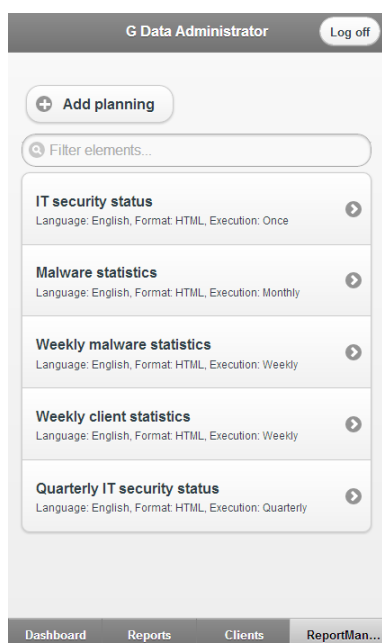 G Data Administrator
Log off
Add planning
Filter elements...
IT security status
Language: English, Format: HTML, Execution: Once
Malware statistics
Language: English, Format: HTML, Execution: Monthly
Weekly malware statistics
Language: English, Format: HTML, Execution: Weekly
Weekly client statistics
Language: English, Format: HTML, Execution: Weekly
Quarterly IT security status
Language: English, Format: HTML, Execution: Quarterly
Dashboard Reports Clients ReportMan...